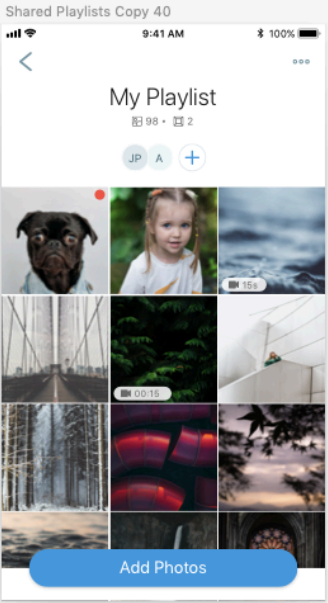 Shared Playlists Copy 40
9:41 AM 100%
My Playlist
98 • 2
JP A
15s
00:15
Add Photos